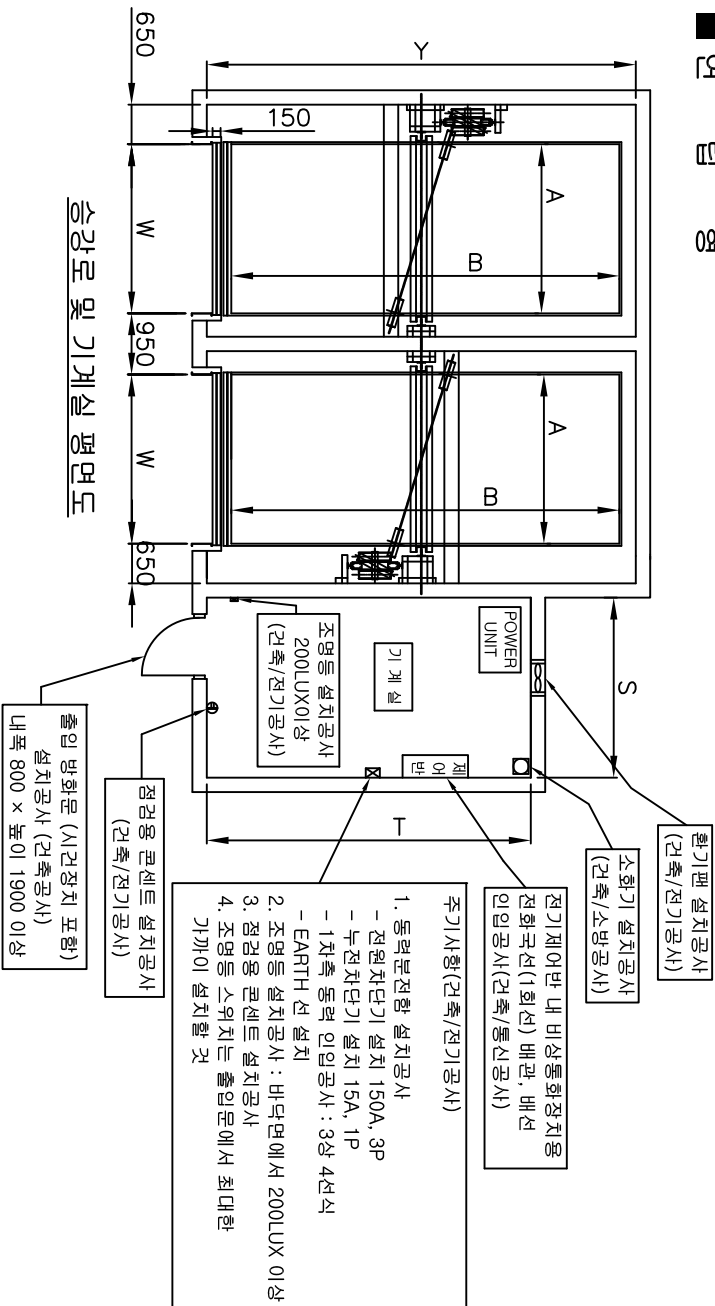 ■ 연 립 형
650
Y
150
A
B
W
950
A
B
W
650
승강로 및 기계실 평면도
S
T
POWER
UNIT
기 계 실
제
어
반
조명등 설치공사
200LUX이상
(건축/전기공사)
환기팬 설치공사
(건축/전기공사)
소화기 설치공사
(건축/소방공사)
전기제어반 내 비상통화장치용
전화국선(1회선) 배관, 배선
인입공사(건축/통신공사)
주기사항(건축/전기공사)
1. 동력분전함 설치공사
- 전원차단기 설치 150A, 3P
- 누전차단기 설치 15A, 1P
- 1차측 동력 인입공사 : 3상 4선식
- EARTH 선 설치
2. 조명등 설치공사 : 바닥면에서 200LUX 이상
3. 점검용 콘센트 설치공사
4. 조명등 스위치는 출입문에서 최대한
가까이 설치할 것
점검용 콘센트 설치공사
(건축/전기공사)
출입 방화문 (시건장치 포함)
설치공사 (건축공사)
내폭 800 × 높이 1900 이상